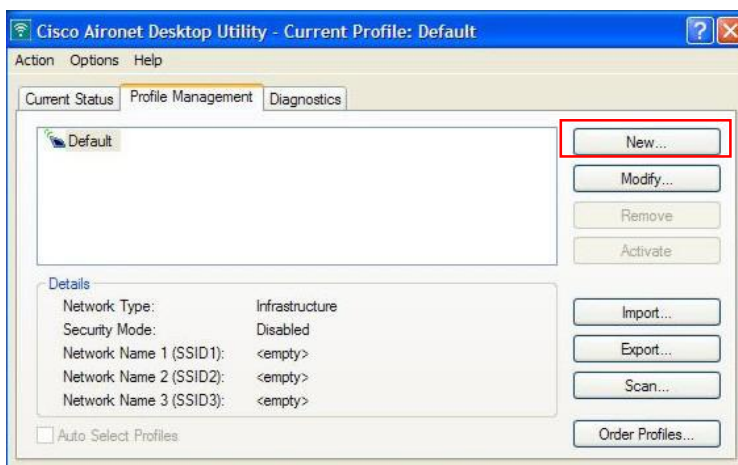 Cisco Aironet Desktop Utility - Current Profile: Default
Action Options Help
Current Status Profile Management Diagnostics
Default
New...
Modify...
Remove
Activate
Details
Network Type: Infrastructure
Security Mode: Disabled
Network Name 1 (SSID1): <empty>
Network Name 2 (SSID2): <empty>
Network Name 3 (SSID3): <empty>
Import...
Export...
Scan...
Auto Select Profiles
Order Profiles...